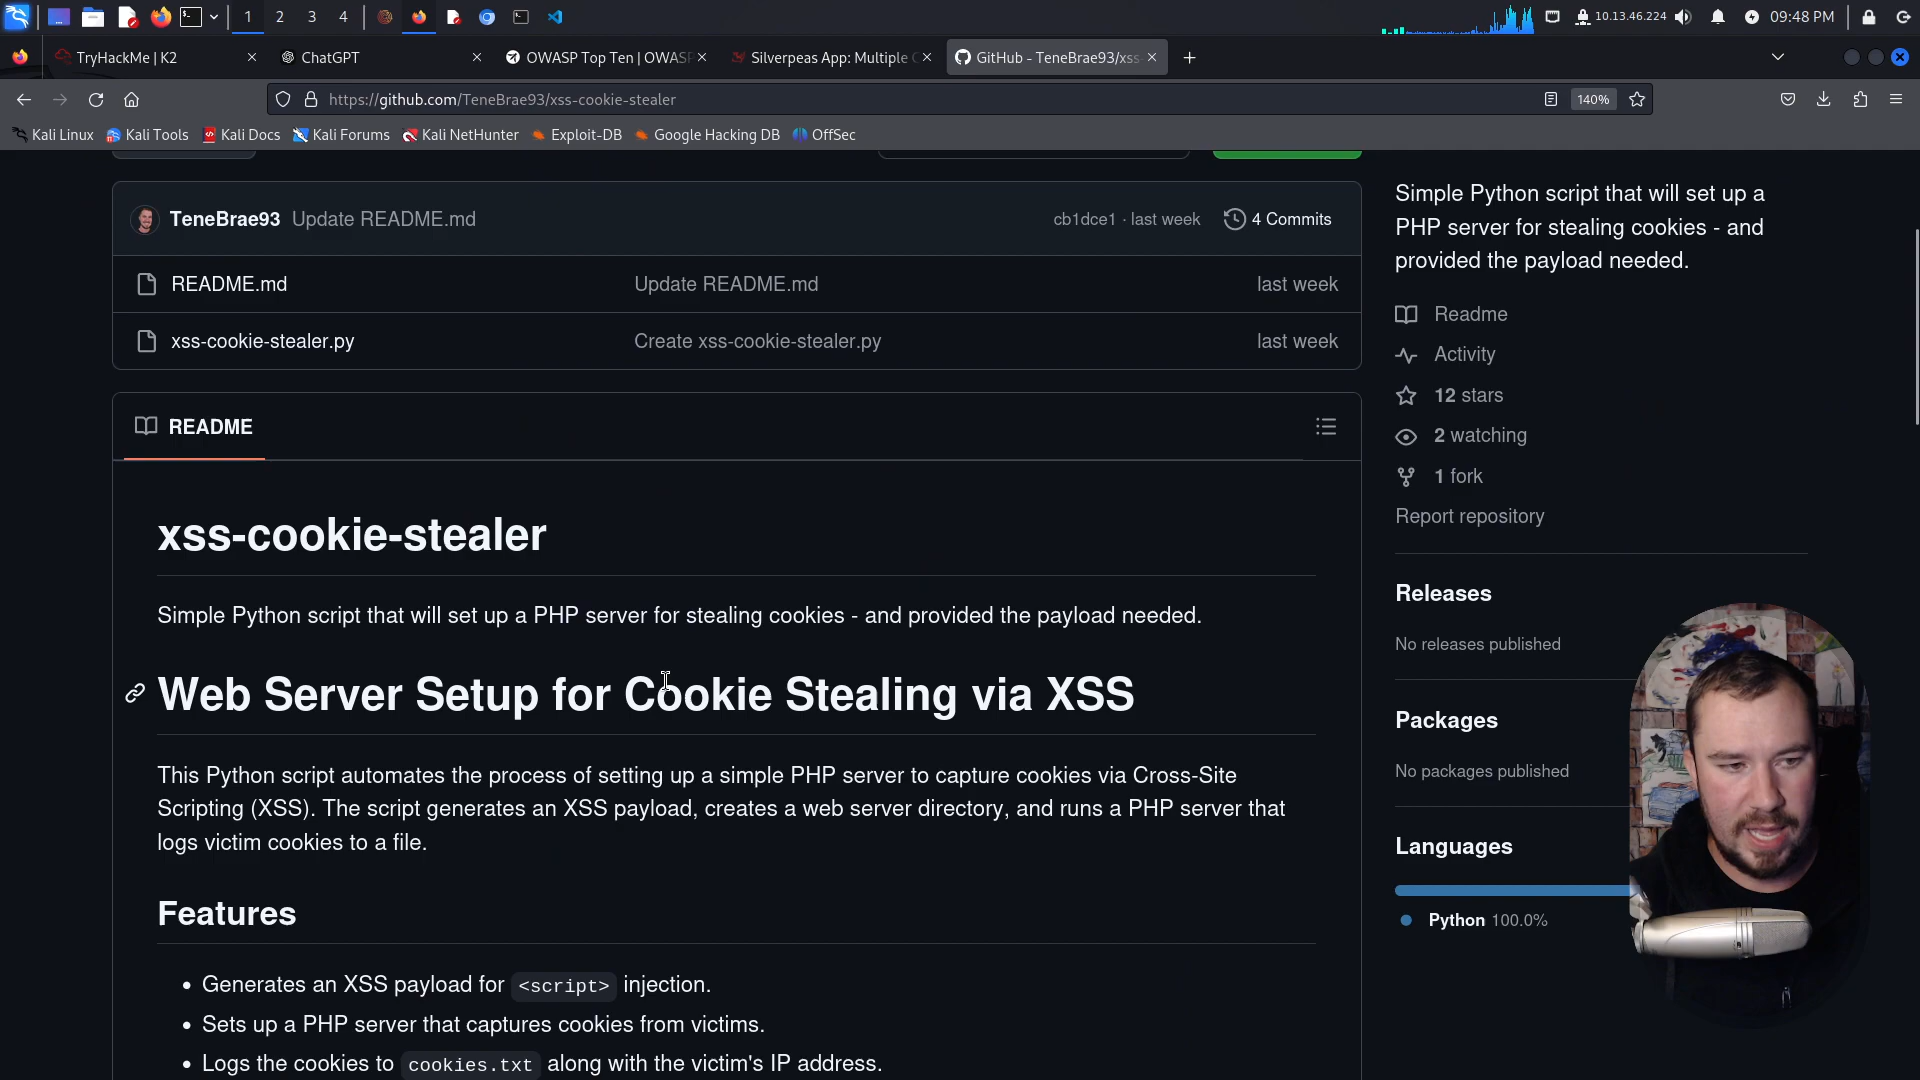 1 2 3 4 10.13.46.224 09:48 PM
TryHackMe | K2 ChatGPT OWASP Top Ten | OWAS Silverpeas App: Multiple GitHub - TeneBrae93/xss
https://github.com/TeneBrae93/xss-cookie-stealer 140%
Kali Linux Kali Tools Kali Docs Kali Forums Kali NetHunter Exploit-DB Google Hacking DB OffSec
TeneBrae93 Update README.md cb1dce1 · last week 4 Commits
README.md Update README.md last week
xss-cookie-stealer.py Create xss-cookie-stealer.py last week
README
xss-cookie-stealer
Simple Python script that will set up a PHP server for stealing cookies - and provided the payload needed.
Web Server Setup for Cookie Stealing via XSS
This Python script automates the process of setting up a simple PHP server to capture cookies via Cross-Site
Scripting (XSS). The script generates an XSS payload, creates a web server directory, and runs a PHP server that
logs victim cookies to a file.
Features
• Generates an XSS payload for <script> injection.
• Sets up a PHP server that captures cookies from victims.
• Logs the cookies to cookies.txt along with the victim's IP address.
Simple Python script that will set up a
PHP server for stealing cookies - and
provided the payload needed.
Readme
Activity
12 stars
2 watching
1 fork
Report repository
Releases
No releases published
Packages
No packages published
Languages
Python 100.0%